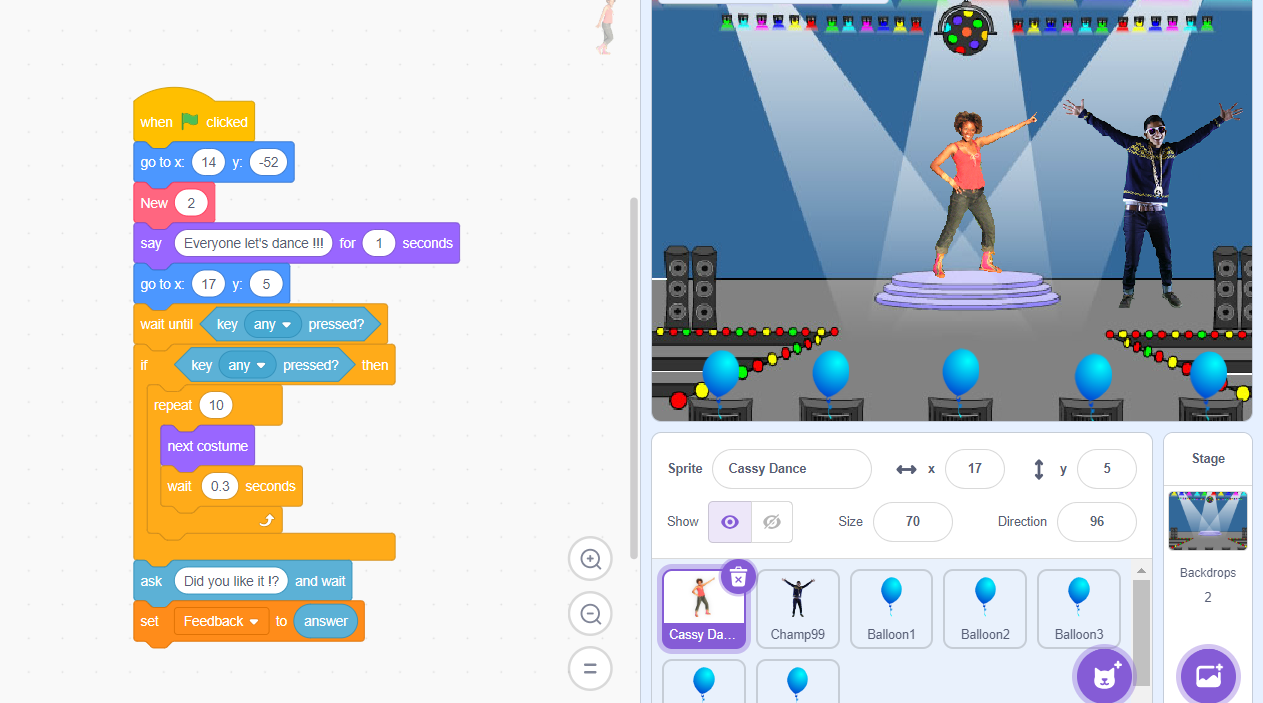 when clicked
go to x: 14 y: -52
New 2
say Everyone let's dance !!! for 1 seconds
go to x: 17 y: 5
wait until key any pressed?
if key any pressed? then
repeat 10
next costume
wait 0.3 seconds
ask Did you like it !? and wait
set Feedback to answer
Sprite Cassy Dance x 17 y 5
Show Size 70 Direction 96
Cassy Da... Champ99 Balloon1 Balloon2 Balloon3
Stage
Backdrops
2